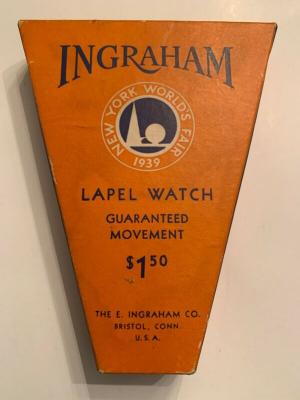 INGRAHAM
NEW YORK WORLD'S FAIR
1939
LAPEL WATCH
GUARANTEED
MOVEMENT
$1.50
THE E. INGRAHAM CO.
BRISTOL, CONN.
U.S.A.